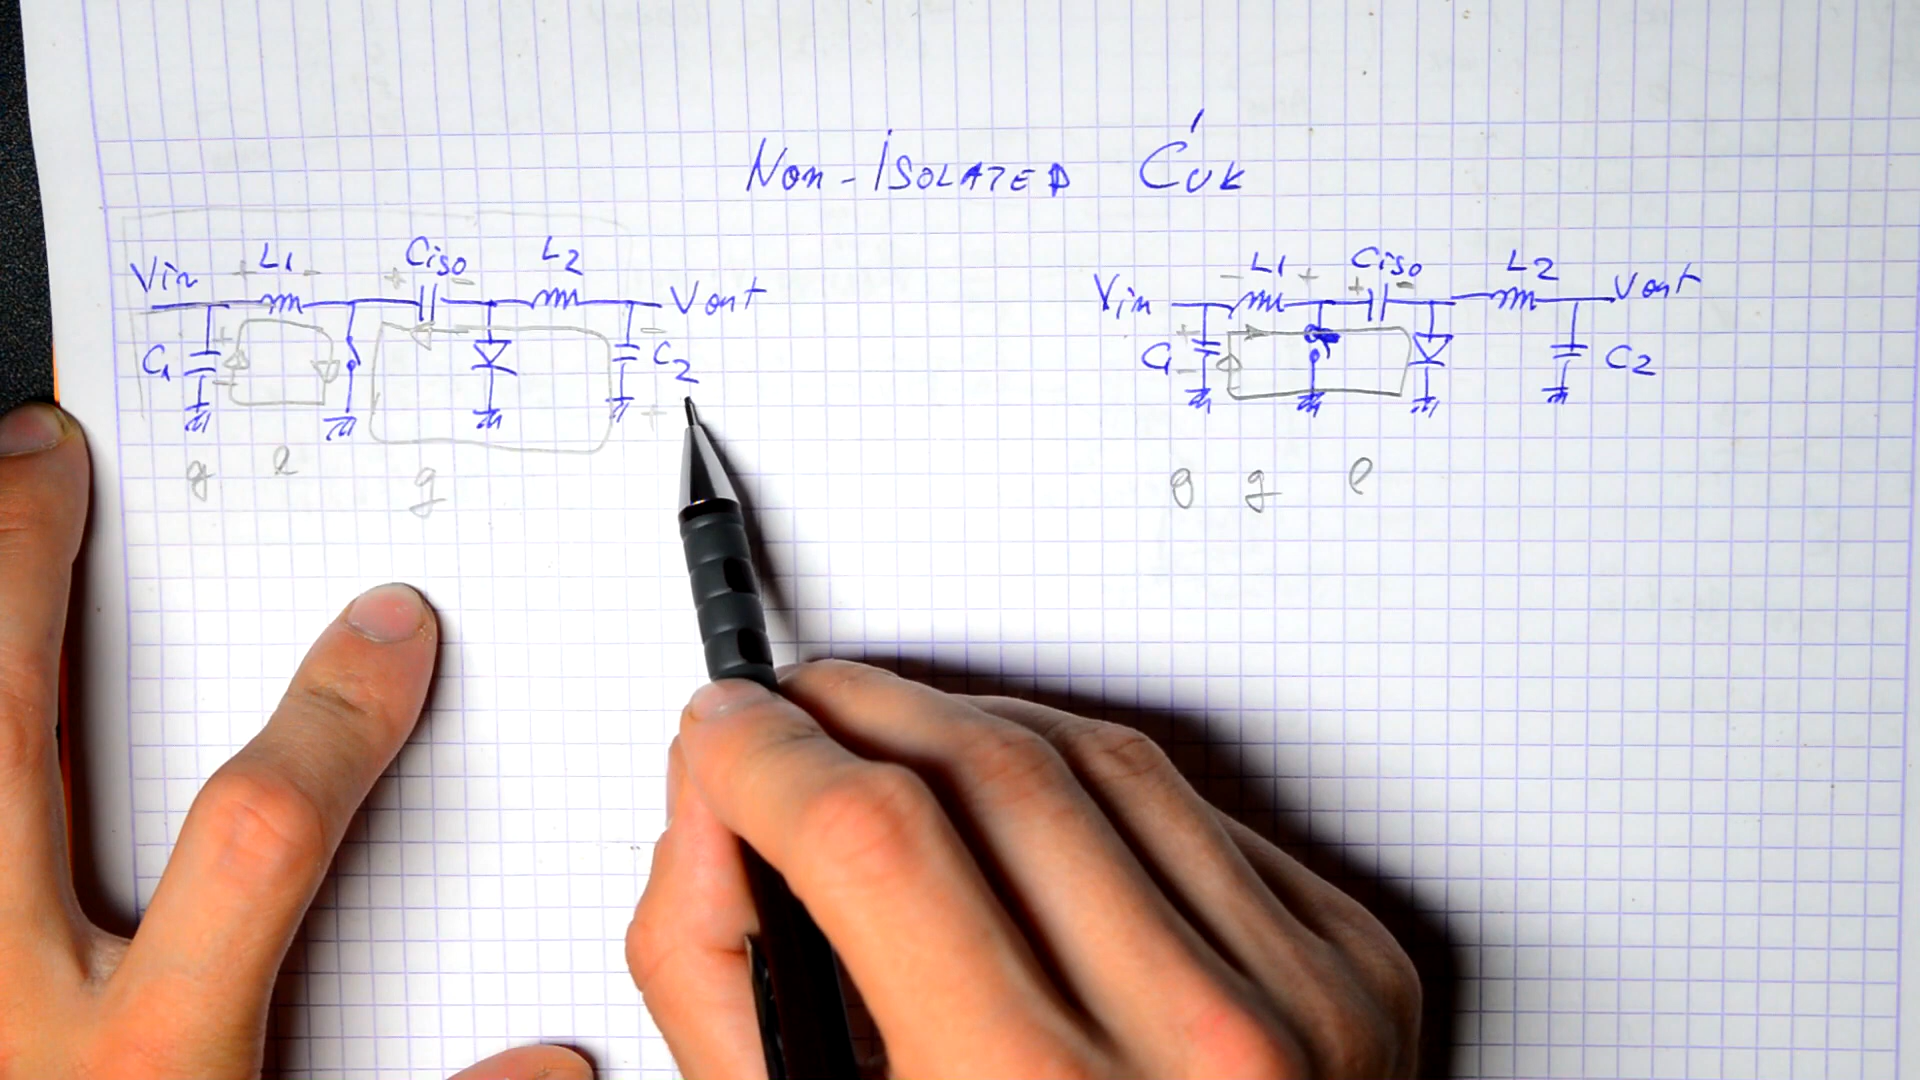 Non-Isolated Ćuk
Vin + L1 - + Ciso - L2 Vout
C1 + - - C2 +
g e g
Vin - L1 + + Ciso - L2 Vout
C1 + - C2
g g e